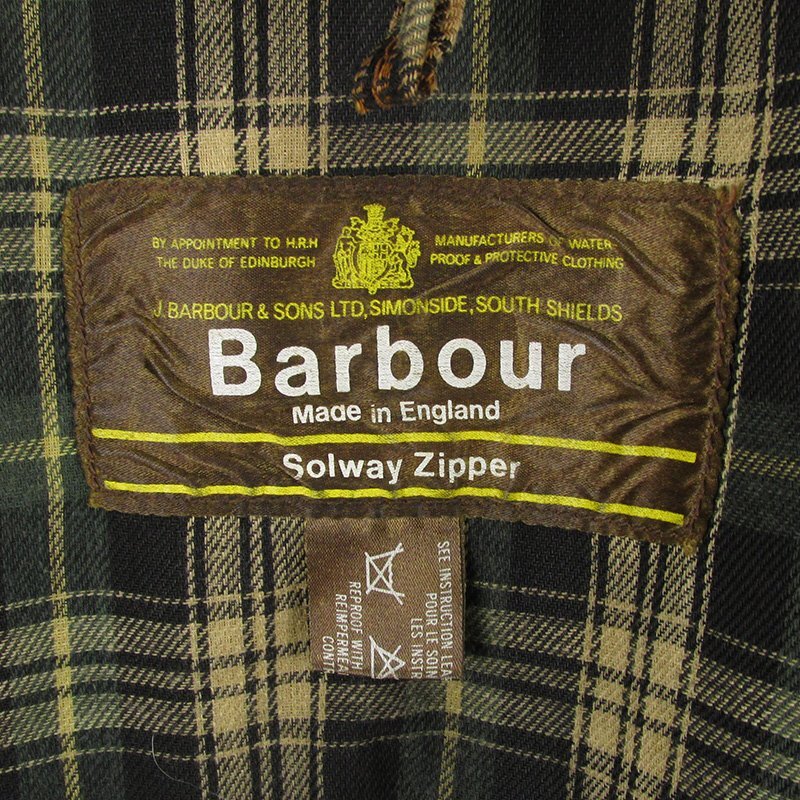 BY APPOINTMENT TO H.R.H
THE DUKE OF EDINBURGH
MANUFACTURERS OF WATER
PROOF & PROTECTIVE CLOTHING
J. BARBOUR & SONS LTD, SIMONSIDE, SOUTH SHIELDS
Barbour
Made in England
Solway Zipper
SEE INSTRUCTION LEA
POUR LE SOIN
LES INSTR
REPROOF WITH
REIMPERMEA
CONT